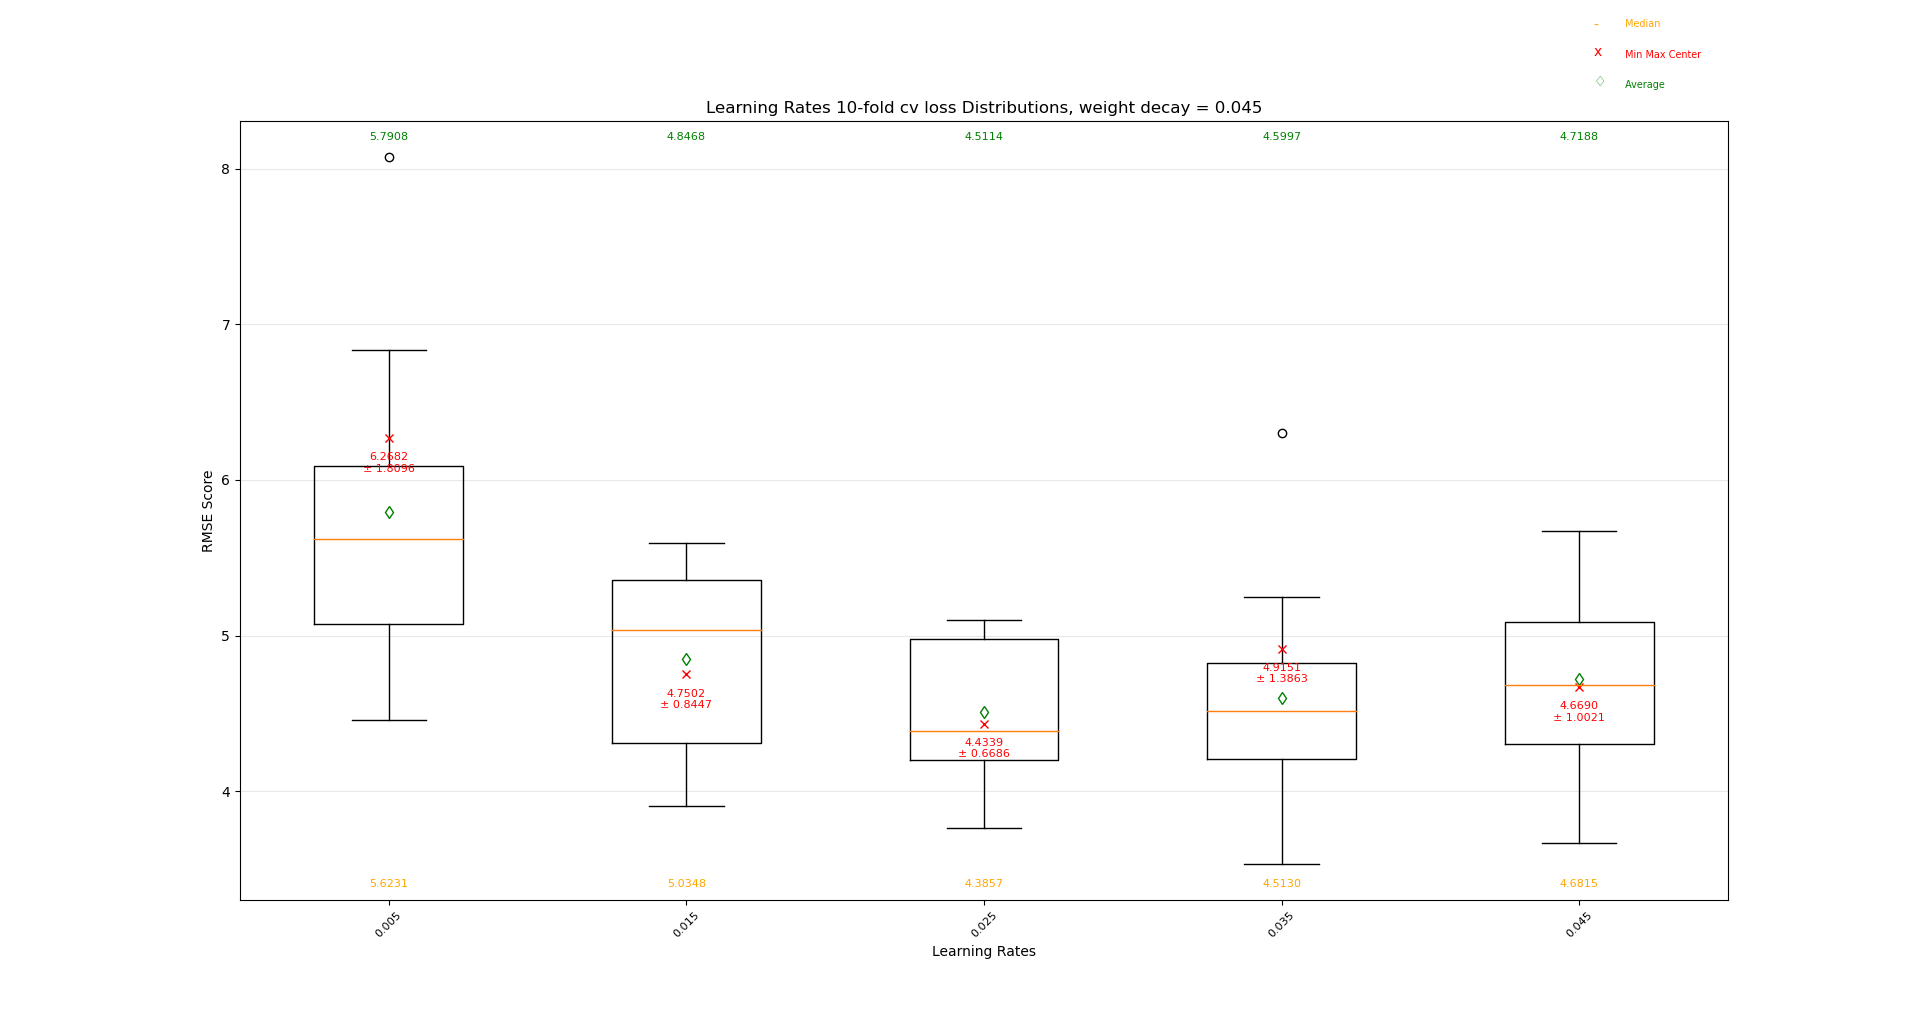 – Median
x Min Max Center
◇ Average
Learning Rates 10-fold cv loss Distributions, weight decay = 0.045
5.7908 4.8468 4.5114 4.5997 4.7188
8
7
6
5
4
RMSE Score
6.2682
± 1.8096
4.7502
± 0.8447
4.4339
± 0.6686
4.9151
± 1.3863
4.6690
± 1.0021
5.6231 5.0348 4.3857 4.5130 4.6815
0.005 0.015 0.025 0.035 0.045
Learning Rates